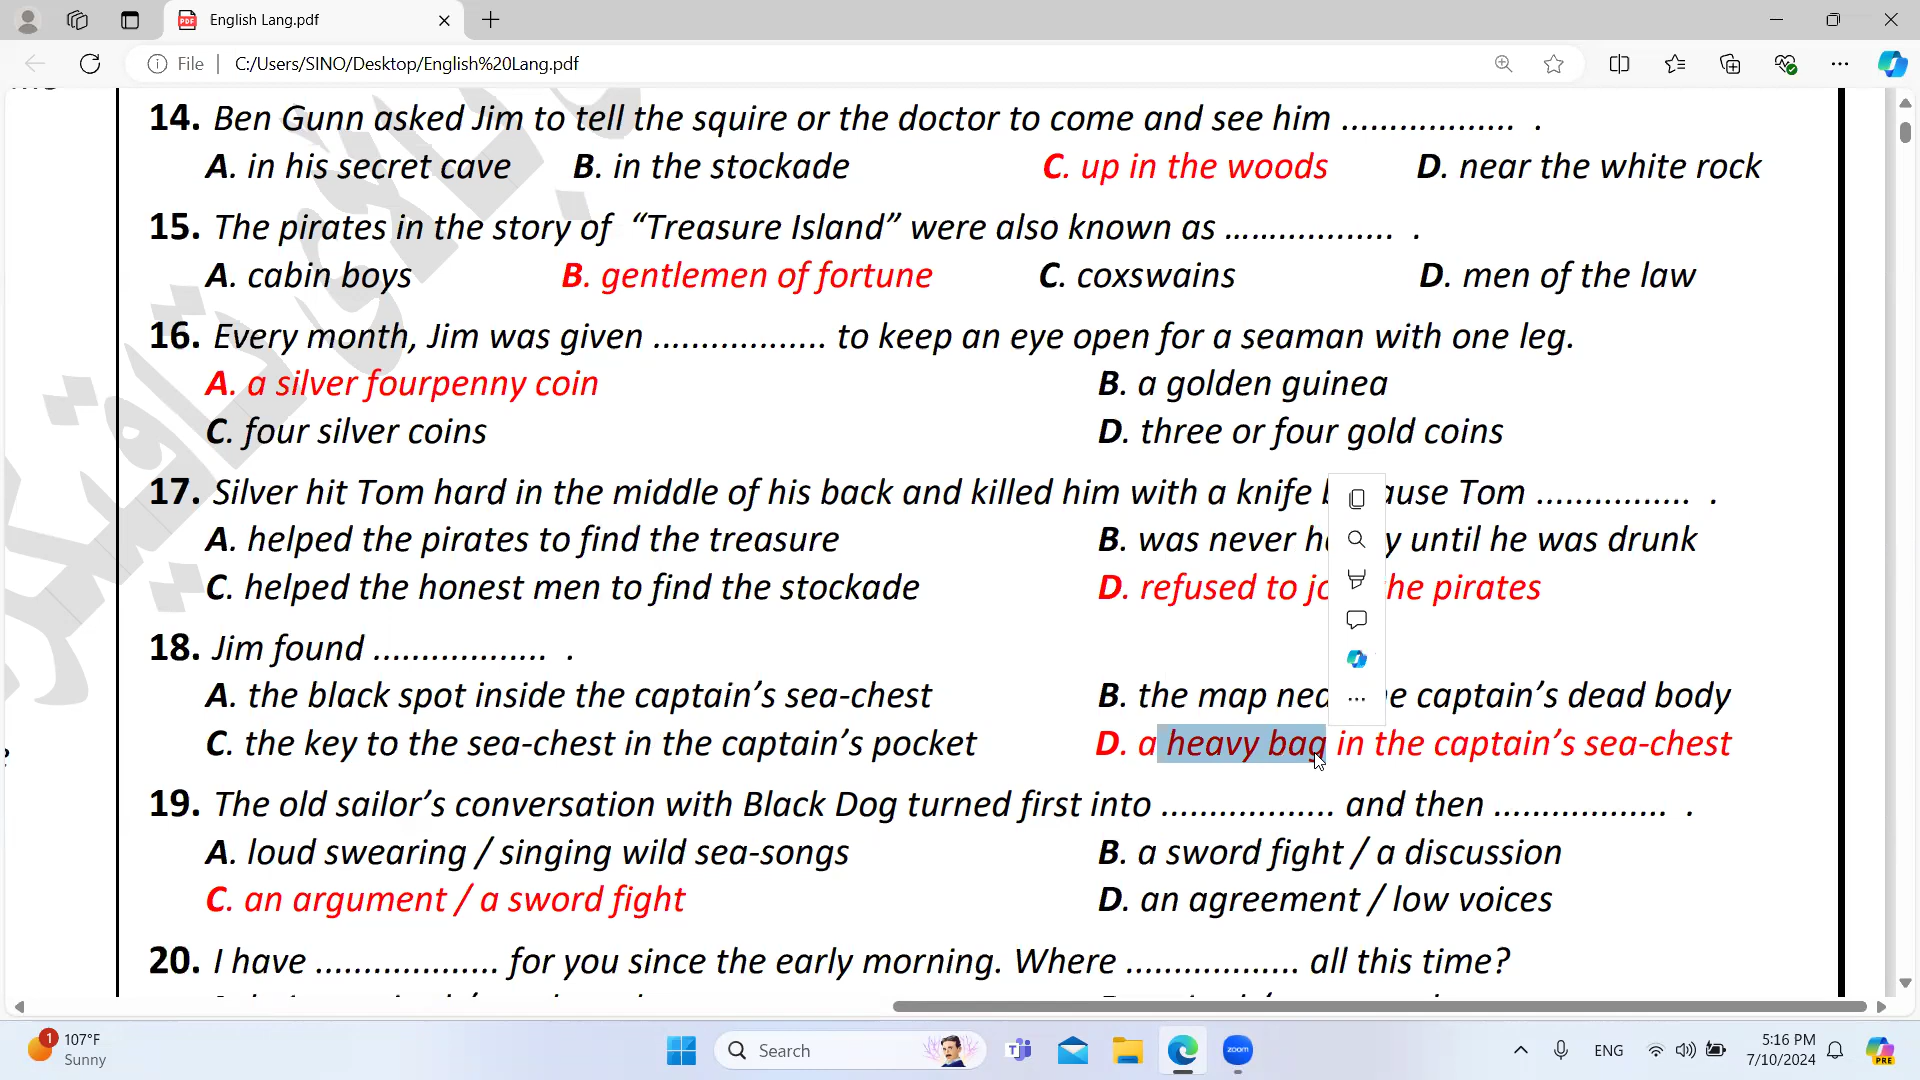 English Lang.pdf
File | C:/Users/SINO/Desktop/English%20Lang.pdf
14. Ben Gunn asked Jim to tell the squire or the doctor to come and see him .................. .
A. in his secret cave B. in the stockade C. up in the woods D. near the white rock
15. The pirates in the story of “Treasure Island” were also known as .................. .
A. cabin boys B. gentlemen of fortune C. coxswains D. men of the law
16. Every month, Jim was given .................. to keep an eye open for a seaman with one leg.
A. a silver fourpenny coin B. a golden guinea
C. four silver coins D. three or four gold coins
17. Silver hit Tom hard in the middle of his back and killed him with a knife b ause Tom ................ .
A. helped the pirates to find the treasure B. was never h y until he was drunk
C. helped the honest men to find the stockade D. refused to jo he pirates
18. Jim found .................. .
A. the black spot inside the captain’s sea-chest B. the map nea e captain’s dead body
C. the key to the sea-chest in the captain’s pocket D. a heavy bag in the captain’s sea-chest
19. The old sailor’s conversation with Black Dog turned first into .................. and then .................. .
A. loud swearing / singing wild sea-songs B. a sword fight / a discussion
C. an argument / a sword fight D. an agreement / low voices
20. I have ................... for you since the early morning. Where .................. all this time?
1 107°F
Sunny
Search
zoom
ENG
5:16 PM
7/10/2024
PRE